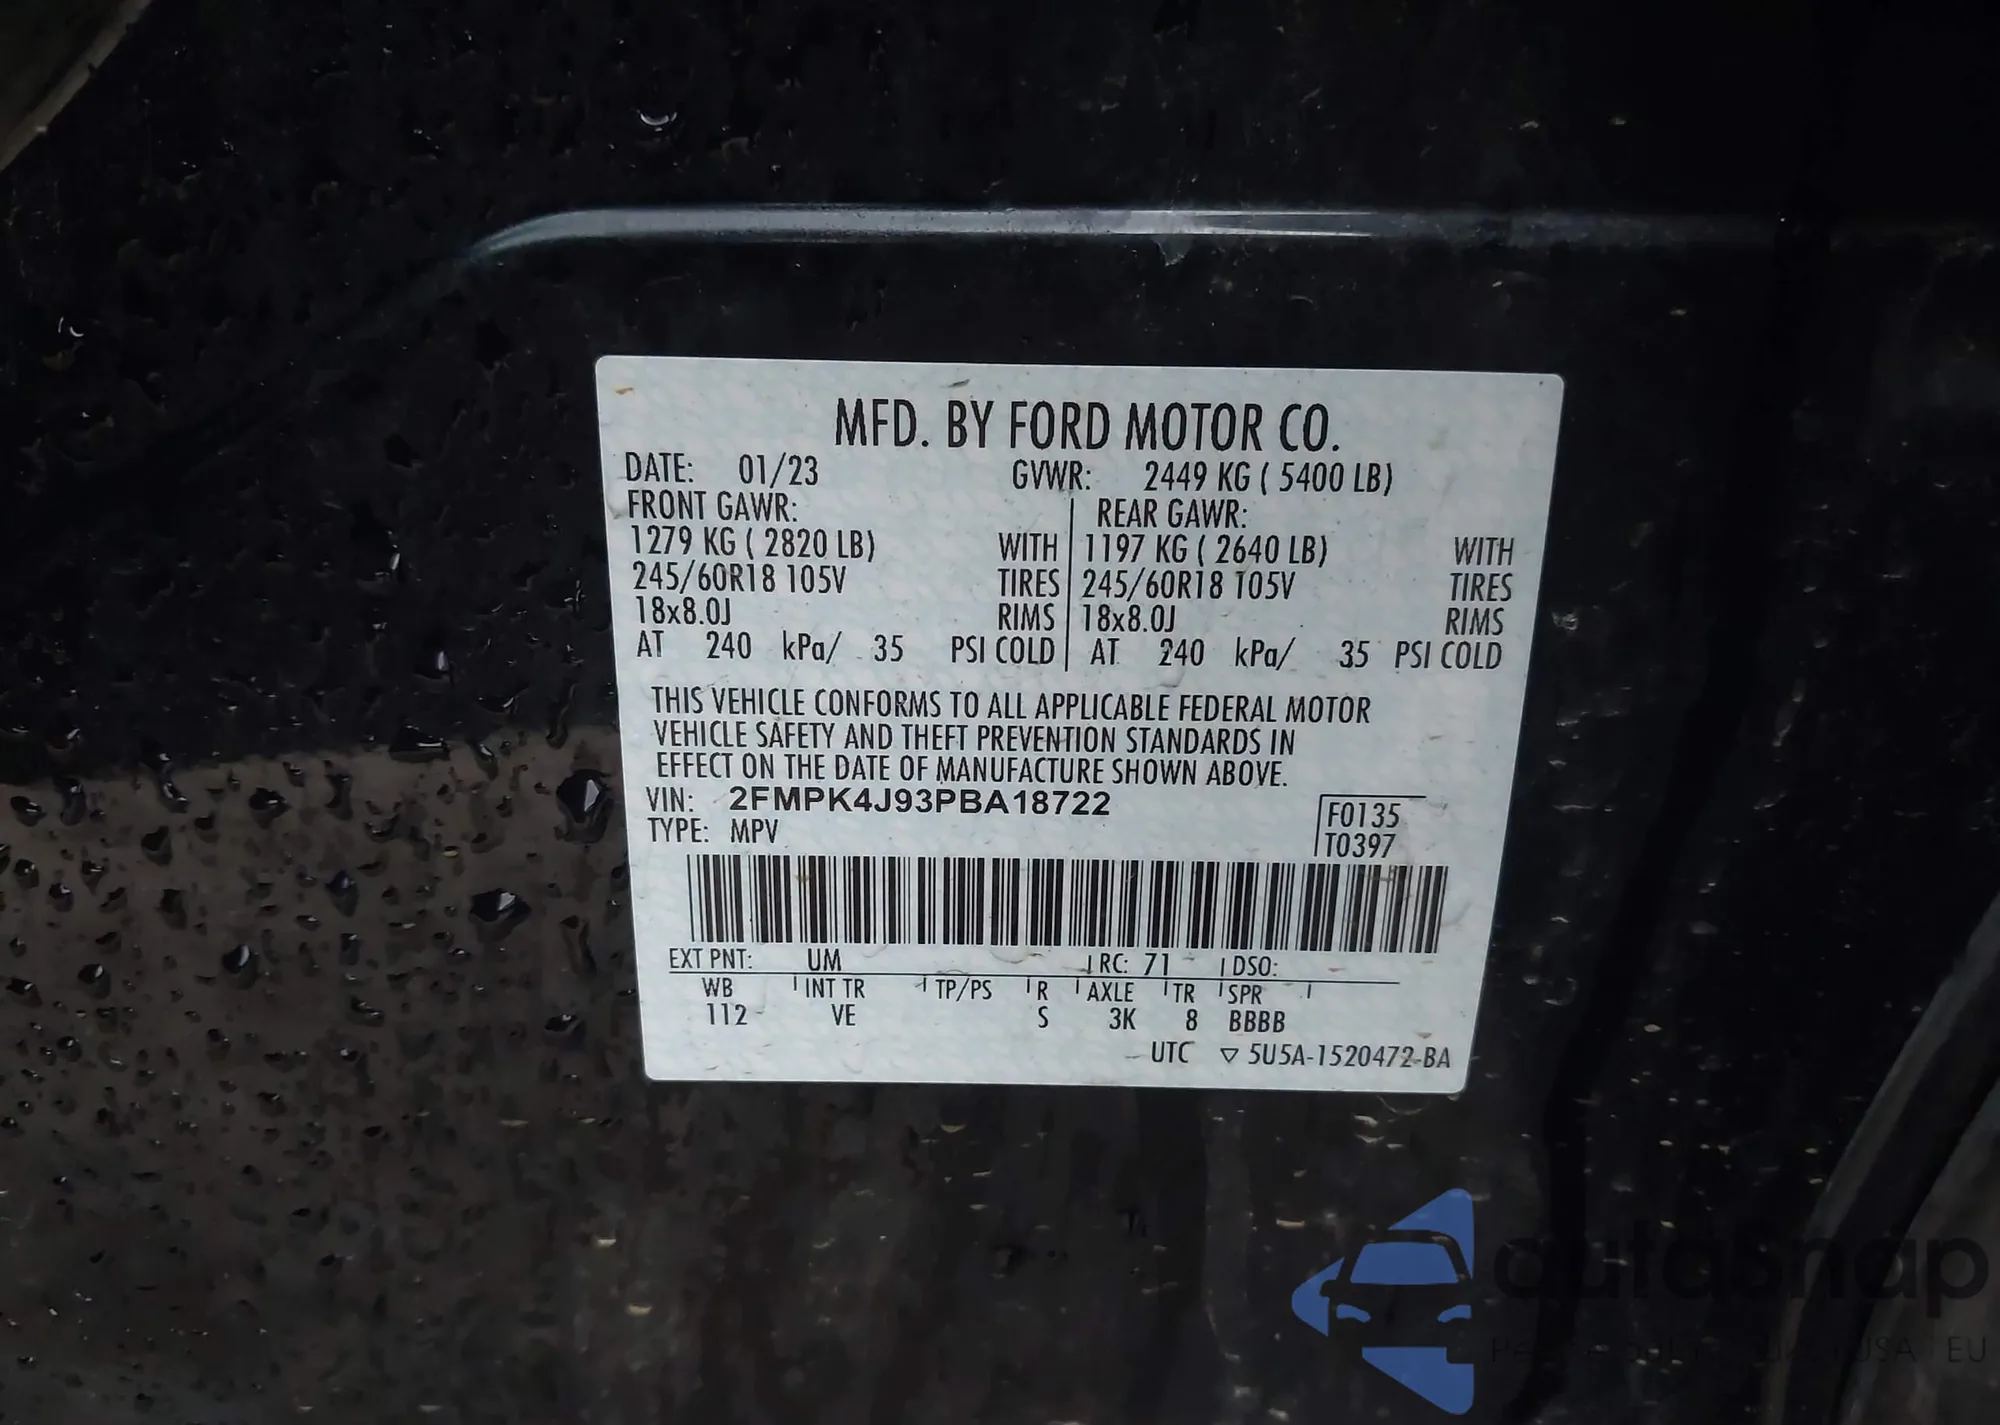 MFD. BY FORD MOTOR CO.
DATE: 01/23 GVWR: 2449 KG ( 5400 LB)
FRONT GAWR: REAR GAWR:
1279 KG ( 2820 LB) WITH 1197 KG ( 2640 LB) WITH
245/60R18 105V TIRES 245/60R18 105V TIRES
18x8.0J RIMS 18x8.0J RIMS
AT 240 kPa/ 35 PSI COLD AT 240 kPa/ 35 PSI COLD
THIS VEHICLE CONFORMS TO ALL APPLICABLE FEDERAL MOTOR
VEHICLE SAFETY AND THEFT PREVENTION STANDARDS IN
EFFECT ON THE DATE OF MANUFACTURE SHOWN ABOVE.
VIN: 2FMPK4J93PBA18722 F0135
TYPE: MPV T0397
EXT PNT: UM RC: 71 DSO:
WB INT TR TP/PS R AXLE TR SPR
112 VE S 3K 8 BBBB
UTC ▽ 5U5A-1520472-BA
autasnap
USA EU